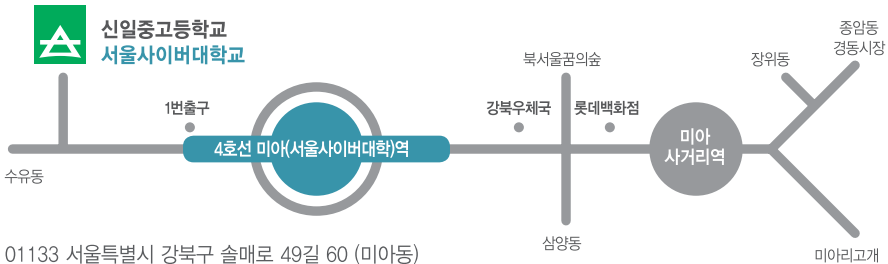 신일중고등학교
서울사이버대학교
종암동
경동시장
북서울꿈의숲
장위동
1번출구
강북우체국
롯데백화점
4호선 미아(서울사이버대학)역
미아
사거리역
수유동
삼양동
미아리고개
01133 서울특별시 강북구 솔매로 49길 60 (미아동)